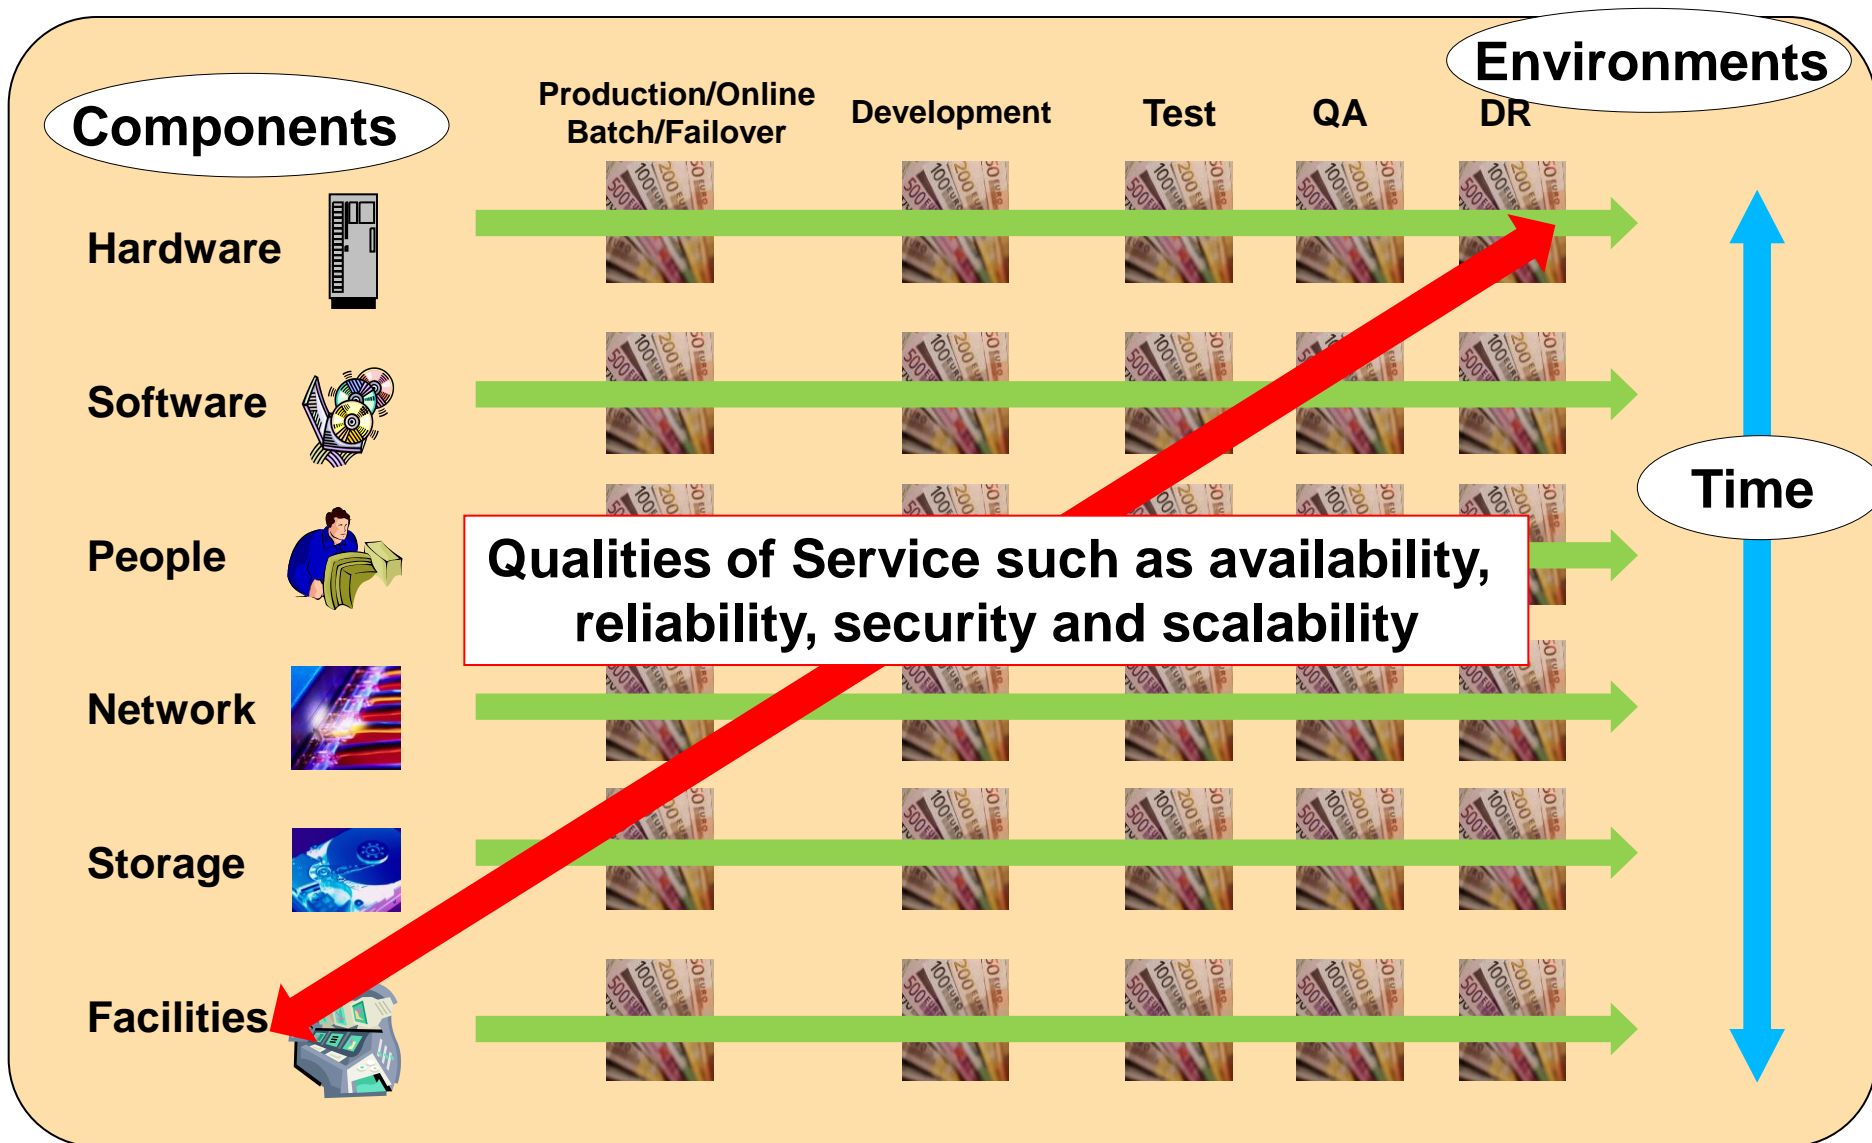 Environments
Components
Production/Online
Batch/Failover
Development
Test
QA
DR
Hardware
Software
Time
People
Qualities of Service such as availability,
reliability, security and scalability
Network
Storage
Facilities